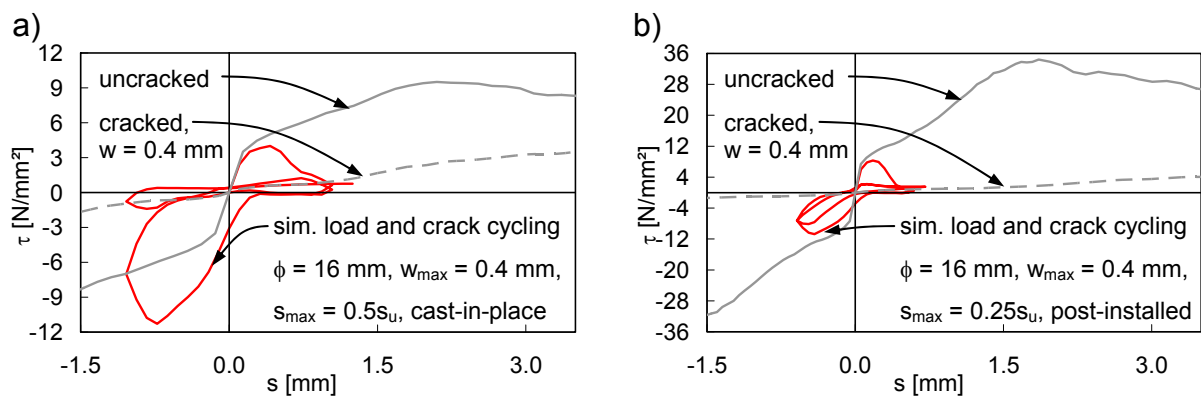 a)
12
9
6
3
0
-3
-6
-9
-12
τ [N/mm²]
uncracked
cracked,
w = 0.4 mm
sim. load and crack cycling
ϕ = 16 mm, wmax = 0.4 mm,
smax = 0.5su, cast-in-place
-1.5
0.0
1.5
3.0
s [mm]
b)
36
28
20
12
4
-4
-12
-20
-28
-36
τ [N/mm²]
uncracked
cracked,
w = 0.4 mm
sim. load and crack cycling
ϕ = 16 mm, wmax = 0.4 mm,
smax = 0.25su, post-installed
-1.5
0.0
1.5
3.0
s [mm]